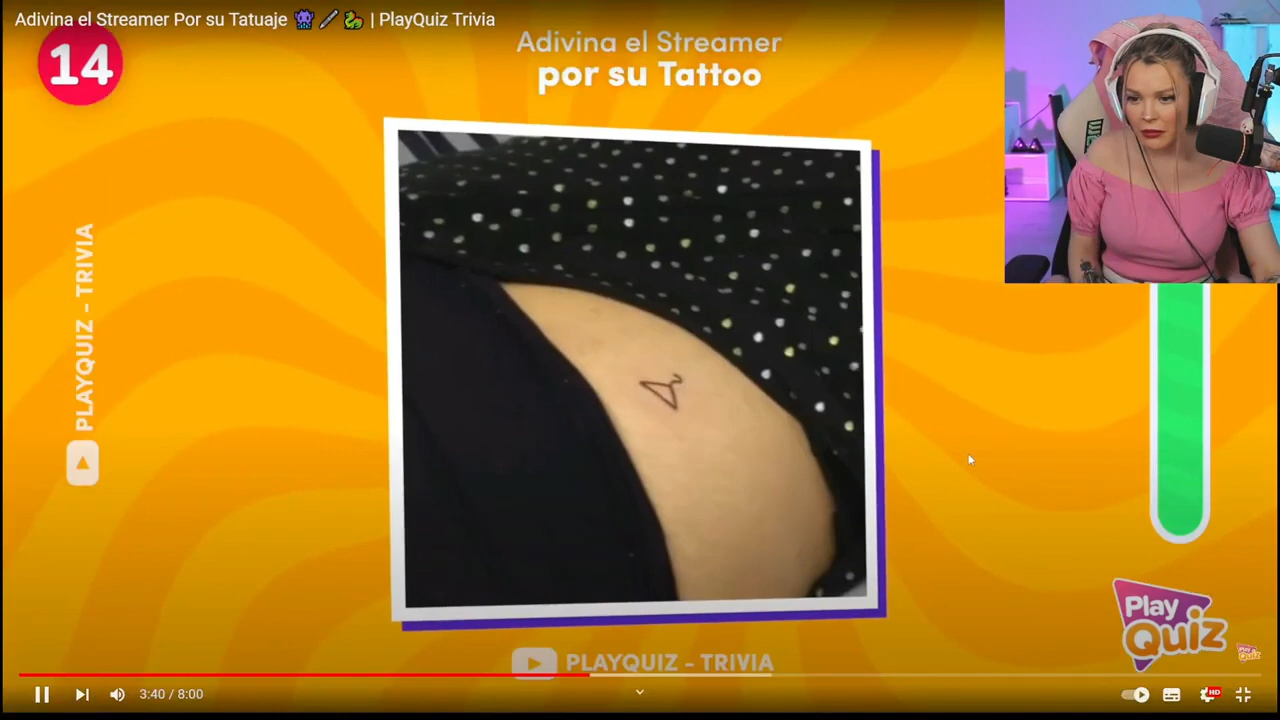 Adivina el Streamer Por su Tatuaje 👾 🖊️ 🐍 | PlayQuiz Trivia
14
Adivina el Streamer
por su Tattoo
PLAYQUIZ - TRIVIA
Play
Quiz
PLAYQUIZ - TRIVIA
3:40 / 8:00
HD